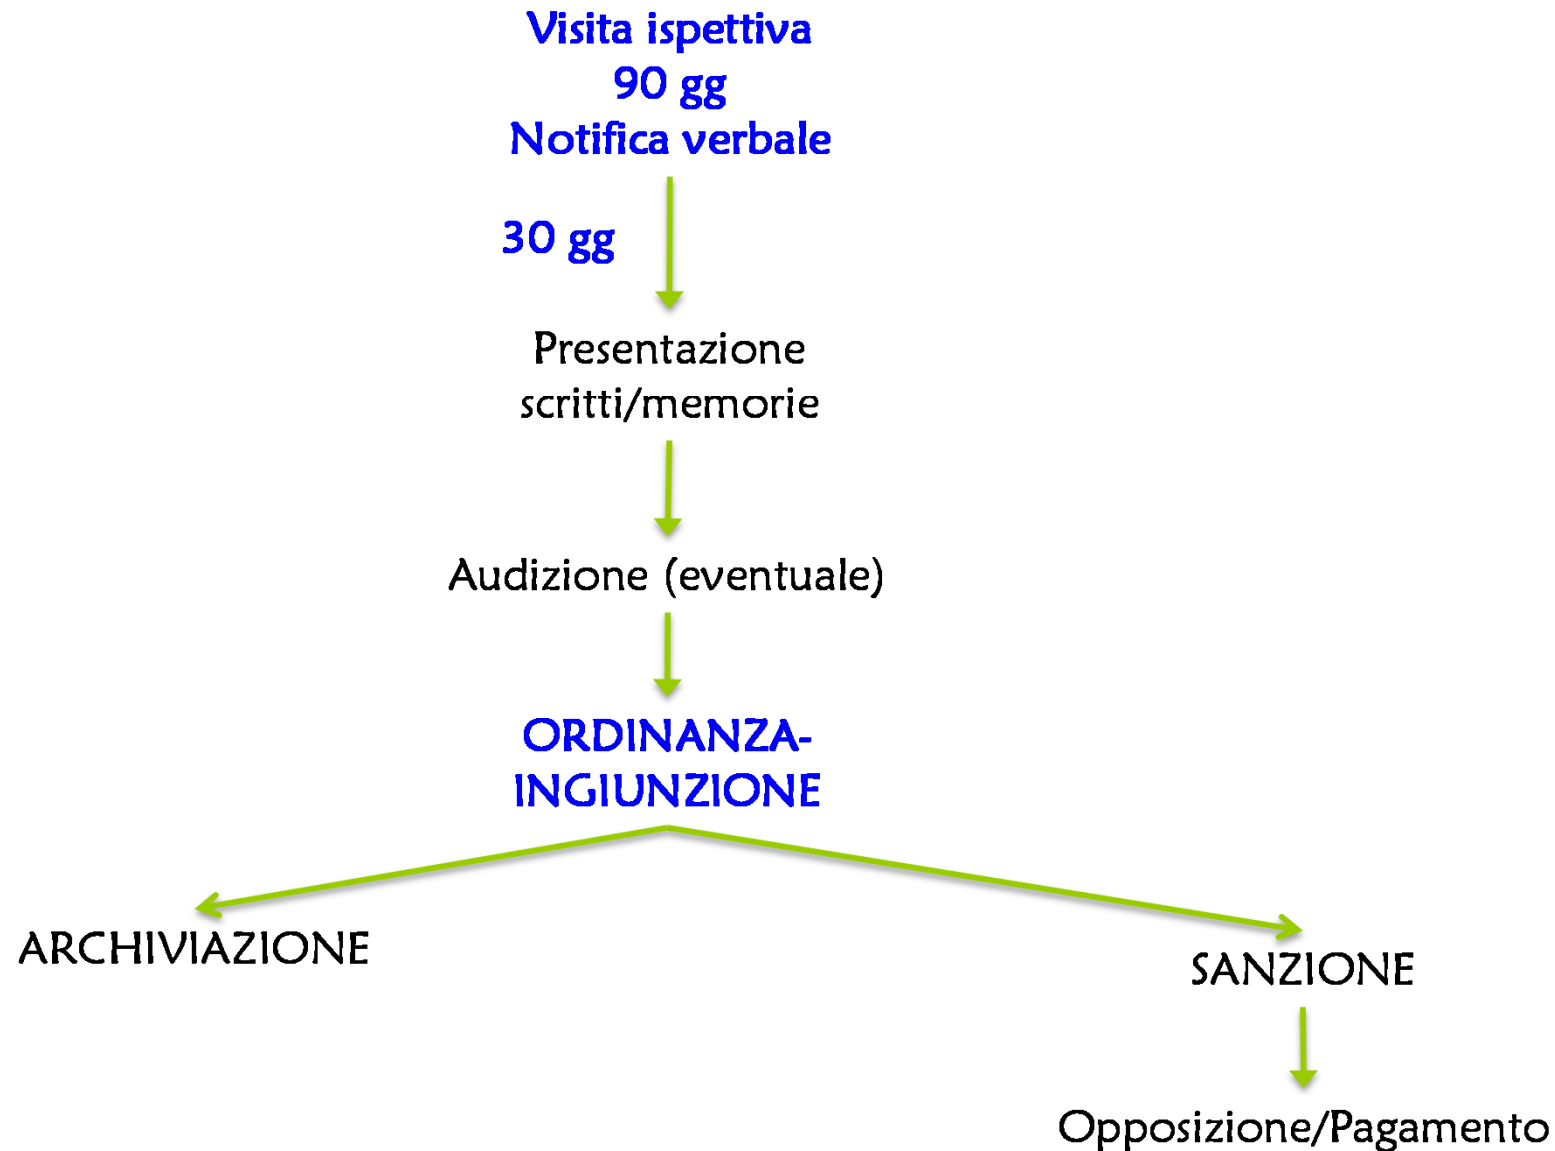 Visita ispettiva
90 gg
Notifica verbale
30 gg
Presentazione
scritti/memorie
Audizione (eventuale)
ORDINANZA-
INGIUNZIONE
ARCHIVIAZIONE
SANZIONE
Opposizione/Pagamento